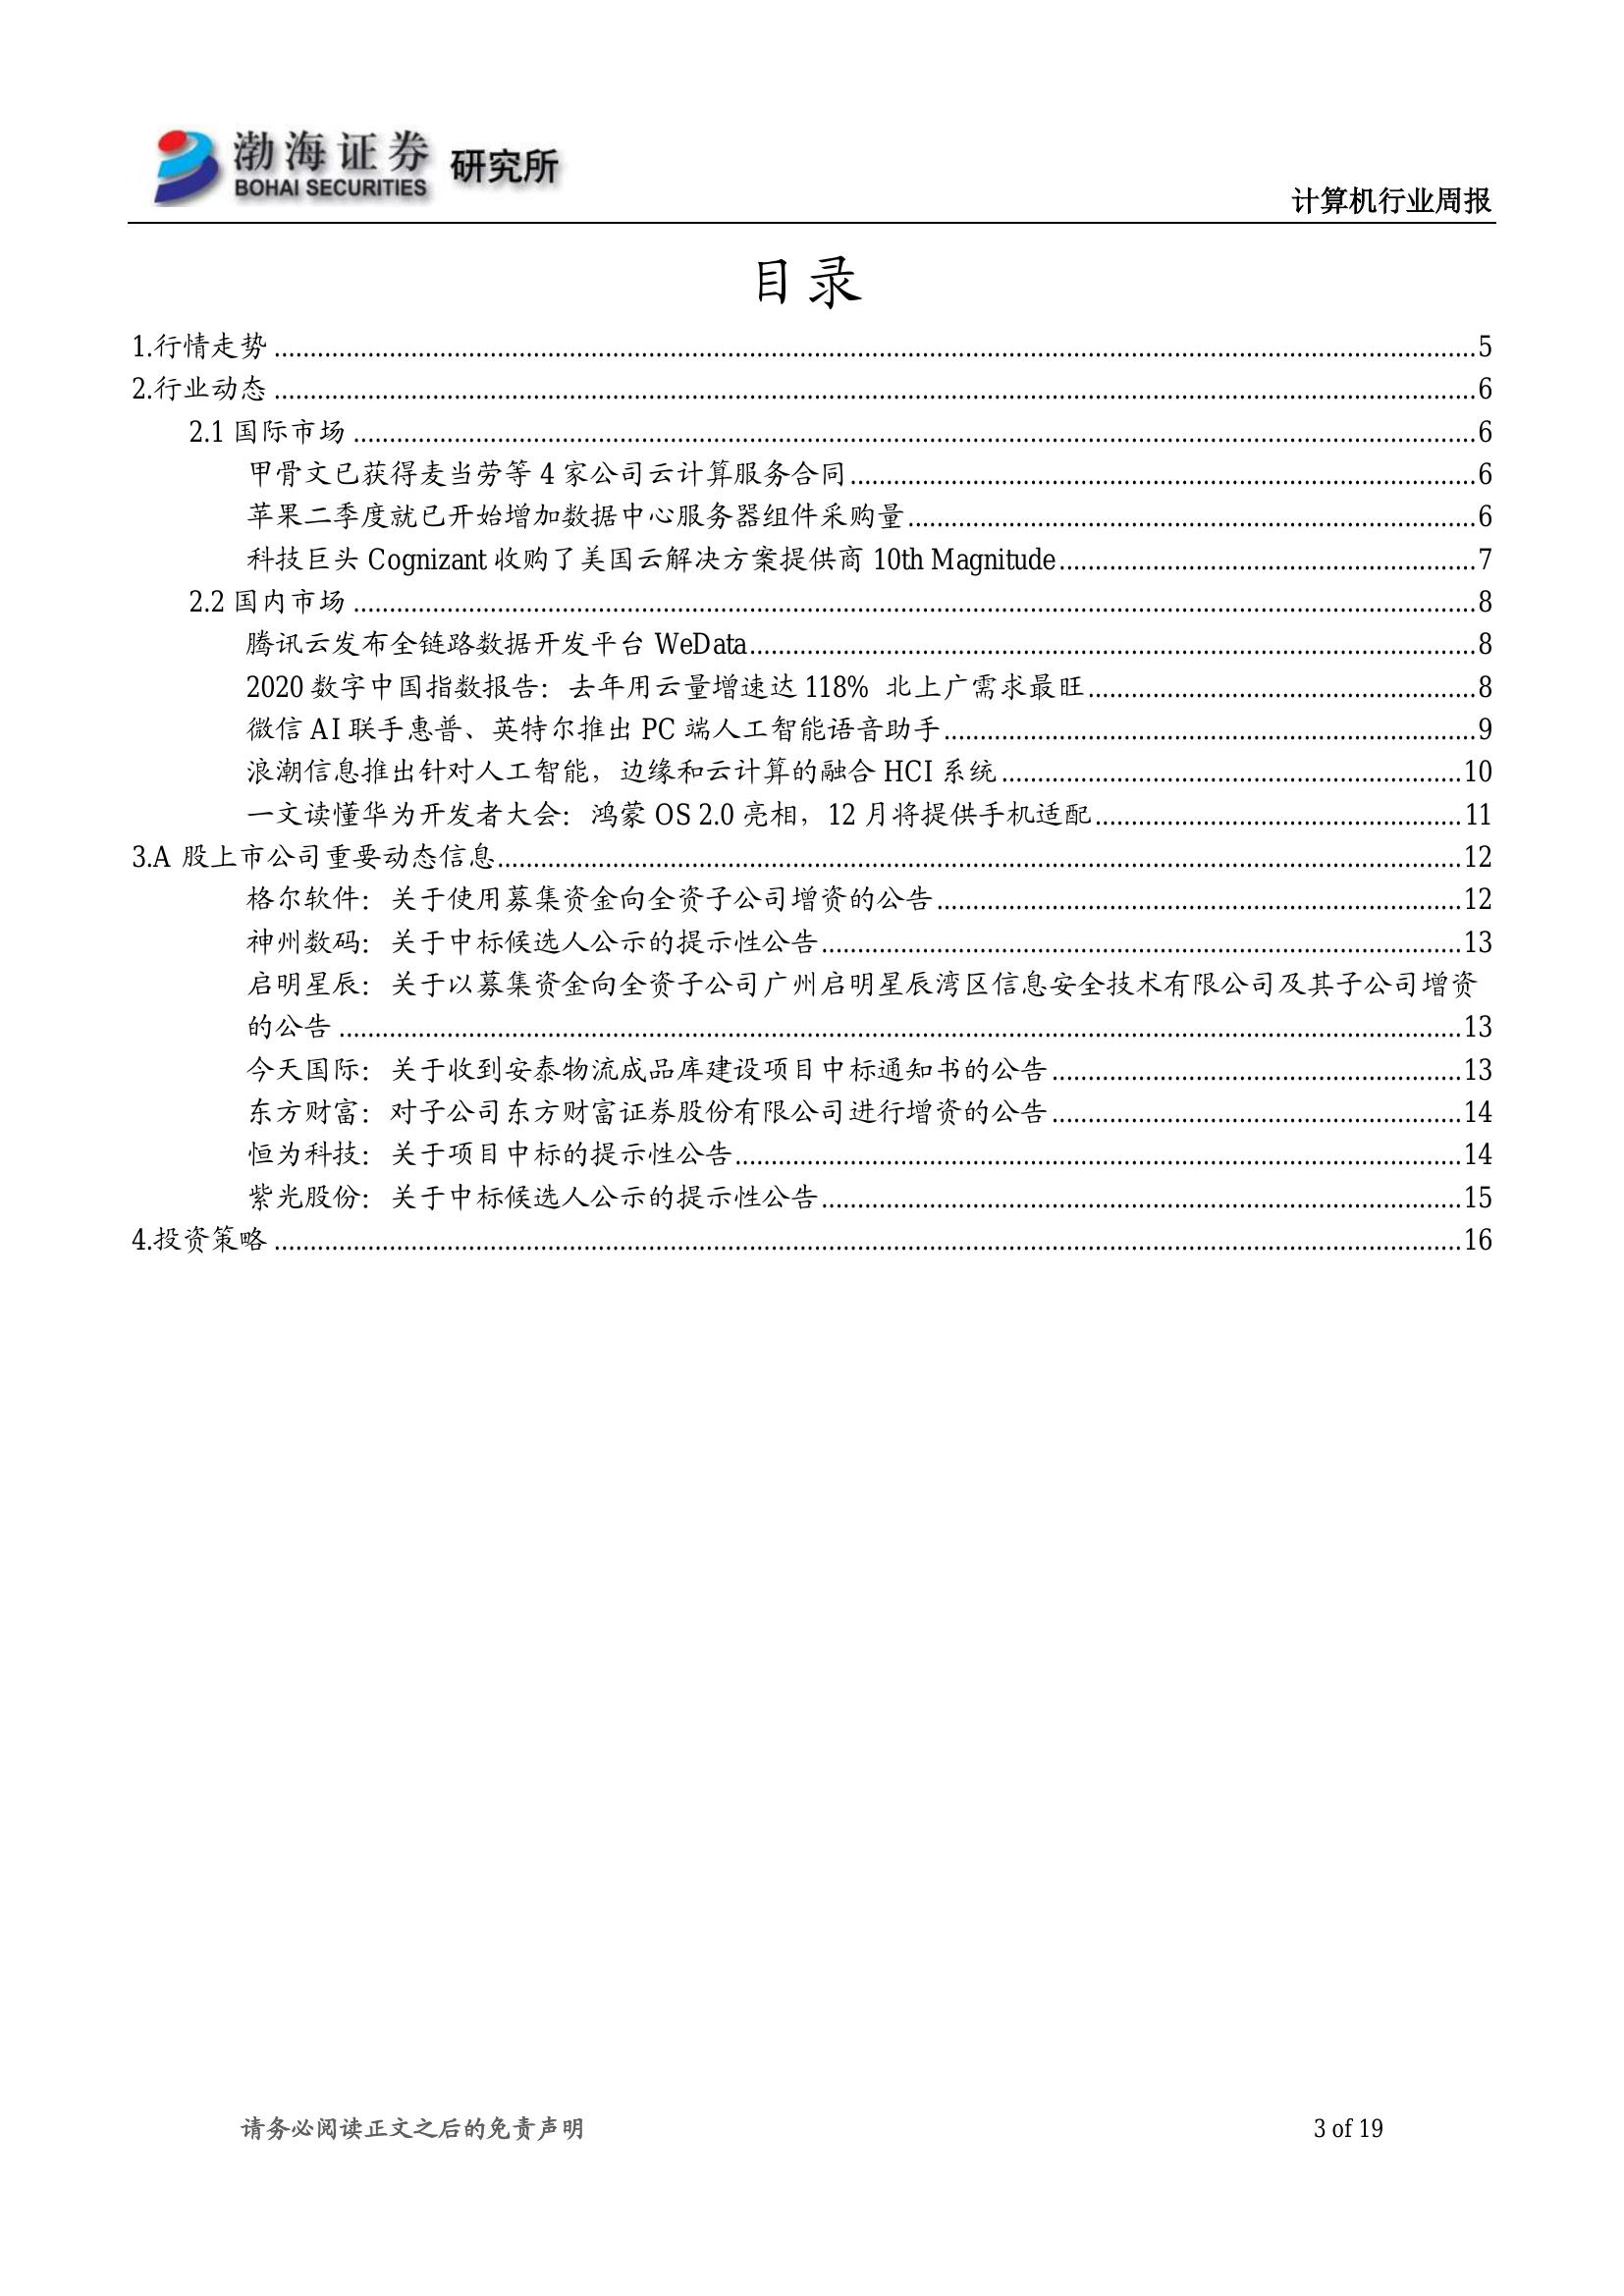 渤海证券 研究所
BOHAI SECURITIES
计算机行业周报
目录
1.行情走势 5
2.行业动态 6
2.1 国际市场 6
甲骨文已获得麦当劳等 4 家公司云计算服务合同 6
苹果二季度就已开始增加数据中心服务器组件采购量 6
科技巨头 Cognizant 收购了美国云解决方案提供商 10th Magnitude 7
2.2 国内市场 8
腾讯云发布全链路数据开发平台 WeData 8
2020 数字中国指数报告：去年用云量增速达 118% 北上广需求最旺 8
微信 AI 联手惠普、英特尔推出 PC 端人工智能语音助手 9
浪潮信息推出针对人工智能，边缘和云计算的融合 HCI 系统 10
一文读懂华为开发者大会：鸿蒙 OS 2.0 亮相，12 月将提供手机适配 11
3.A 股上市公司重要动态信息 12
格尔软件：关于使用募集资金向全资子公司增资的公告 12
神州数码：关于中标候选人公示的提示性公告 13
启明星辰：关于以募集资金向全资子公司广州启明星辰湾区信息安全技术有限公司及其子公司增资
的公告 13
今天国际：关于收到安泰物流成品库建设项目中标通知书的公告 13
东方财富：对子公司东方财富证券股份有限公司进行增资的公告 14
恒为科技：关于项目中标的提示性公告 14
紫光股份：关于中标候选人公示的提示性公告 15
4.投资策略 16
请务必阅读正文之后的免责声明 3 of 19